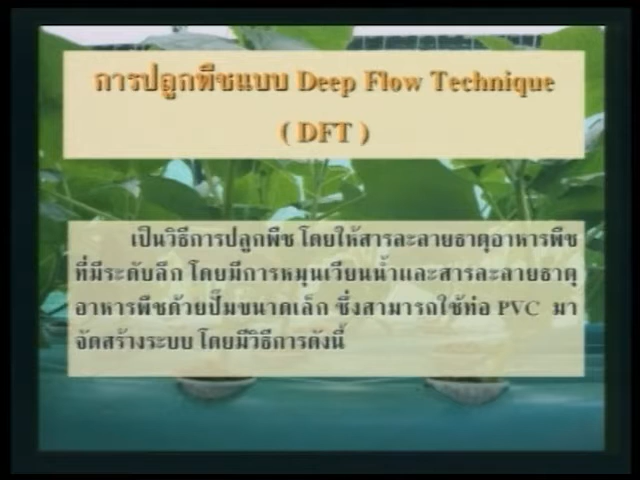 การปลูกพืชแบบ Deep Flow Technique
( DFT )
เป็นวิธีการปลูกพืช โดยให้สารละลายธาตุอาหารพืช
ที่มีระดับลึก โดยมีการหมุนเวียนน้ำและสารละลายธาตุ
อาหารพืชด้วยปั๊มขนาดเล็ก ซึ่งสามารถใช้ท่อ PVC มา
จัดสร้างระบบ โดยมีวิธีการดังนี้